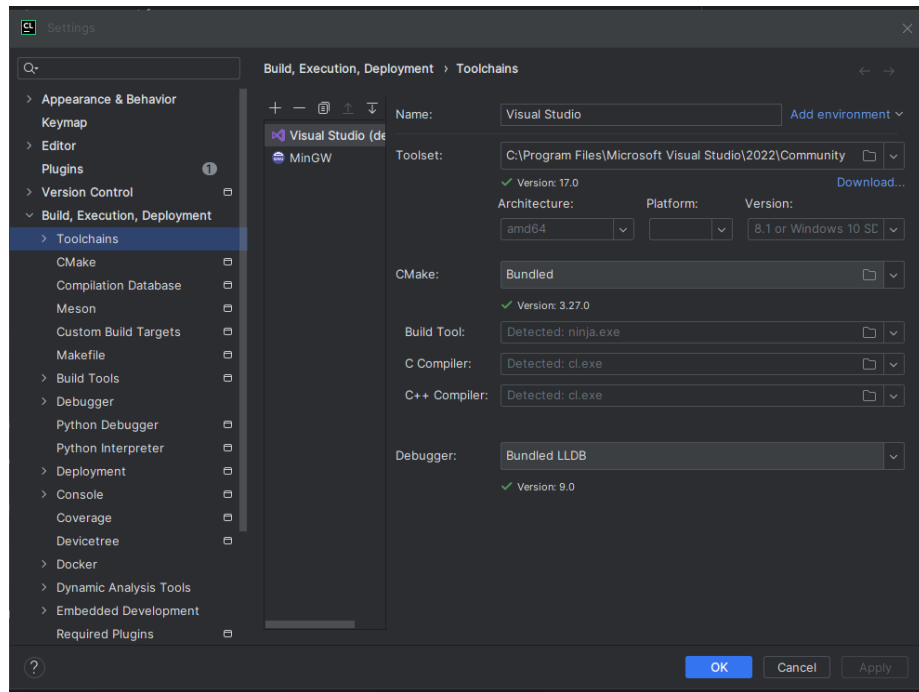 CL Settings
Build, Execution, Deployment › Toolchains
Appearance & Behavior
Keymap
Editor
Plugins 1
Version Control
Build, Execution, Deployment
Toolchains
CMake
Compilation Database
Meson
Custom Build Targets
Makefile
Build Tools
Debugger
Python Debugger
Python Interpreter
Deployment
Console
Coverage
Devicetree
Docker
Dynamic Analysis Tools
Embedded Development
Required Plugins
Visual Studio (de
MinGW
Name: Visual Studio Add environment
Toolset: C:\Program Files\Microsoft Visual Studio\2022\Community
Version: 17.0 Download...
Architecture: Platform: Version:
amd64 8.1 or Windows 10 SD
CMake: Bundled
Version: 3.27.0
Build Tool: Detected: ninja.exe
C Compiler: Detected: cl.exe
C++ Compiler: Detected: cl.exe
Debugger: Bundled LLDB
Version: 9.0
? OK Cancel Apply